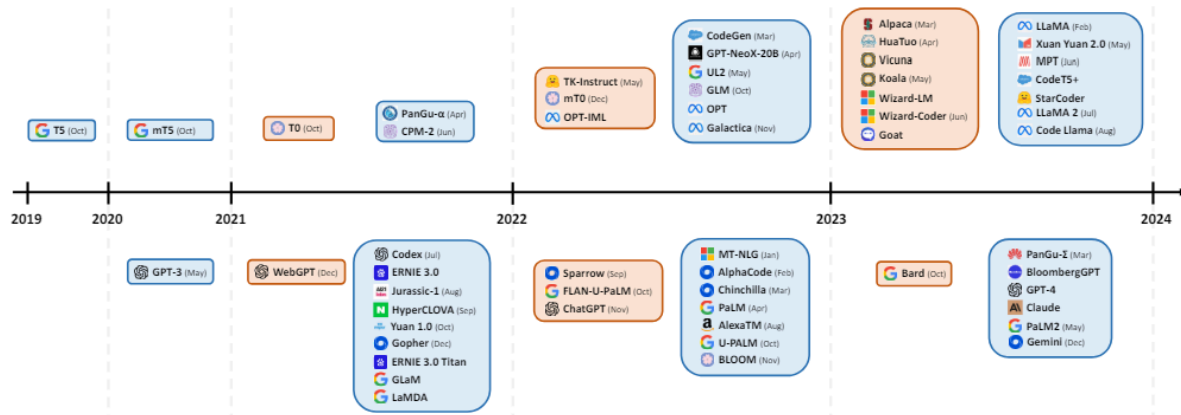 T5 (Oct)
mT5 (Oct)
T0 (Oct)
PanGu-α (Apr)
CPM-2 (Jun)
TK-Instruct (May)
mT0 (Dec)
OPT-IML
CodeGen (Mar)
GPT-NeoX-20B (Apr)
UL2 (May)
GLM (Oct)
OPT
Galactica (Nov)
Alpaca (Mar)
HuaTuo (Apr)
Vicuna
Koala (May)
Wizard-LM
Wizard-Coder (Jun)
Goat
LLaMA (Feb)
Xuan Yuan 2.0 (May)
MPT (Jun)
CodeT5+
StarCoder
LLaMA 2 (Jul)
Code Llama (Aug)
2019 2020 2021 2022 2023 2024
GPT-3 (May)
WebGPT (Dec)
Codex (Jul)
ERNIE 3.0
Jurassic-1 (Aug)
HyperCLOVA (Sep)
Yuan 1.0 (Oct)
Gopher (Dec)
ERNIE 3.0 Titan
GLaM
LaMDA
Sparrow (Sep)
FLAN-U-PaLM (Oct)
ChatGPT (Nov)
MT-NLG (Jan)
AlphaCode (Feb)
Chinchilla (Mar)
PaLM (Apr)
AlexaTM (Aug)
U-PALM (Oct)
BLOOM (Nov)
Bard (Oct)
PanGu-Σ (Mar)
BloombergGPT
GPT-4
Claude
PaLM2 (May)
Gemini (Dec)